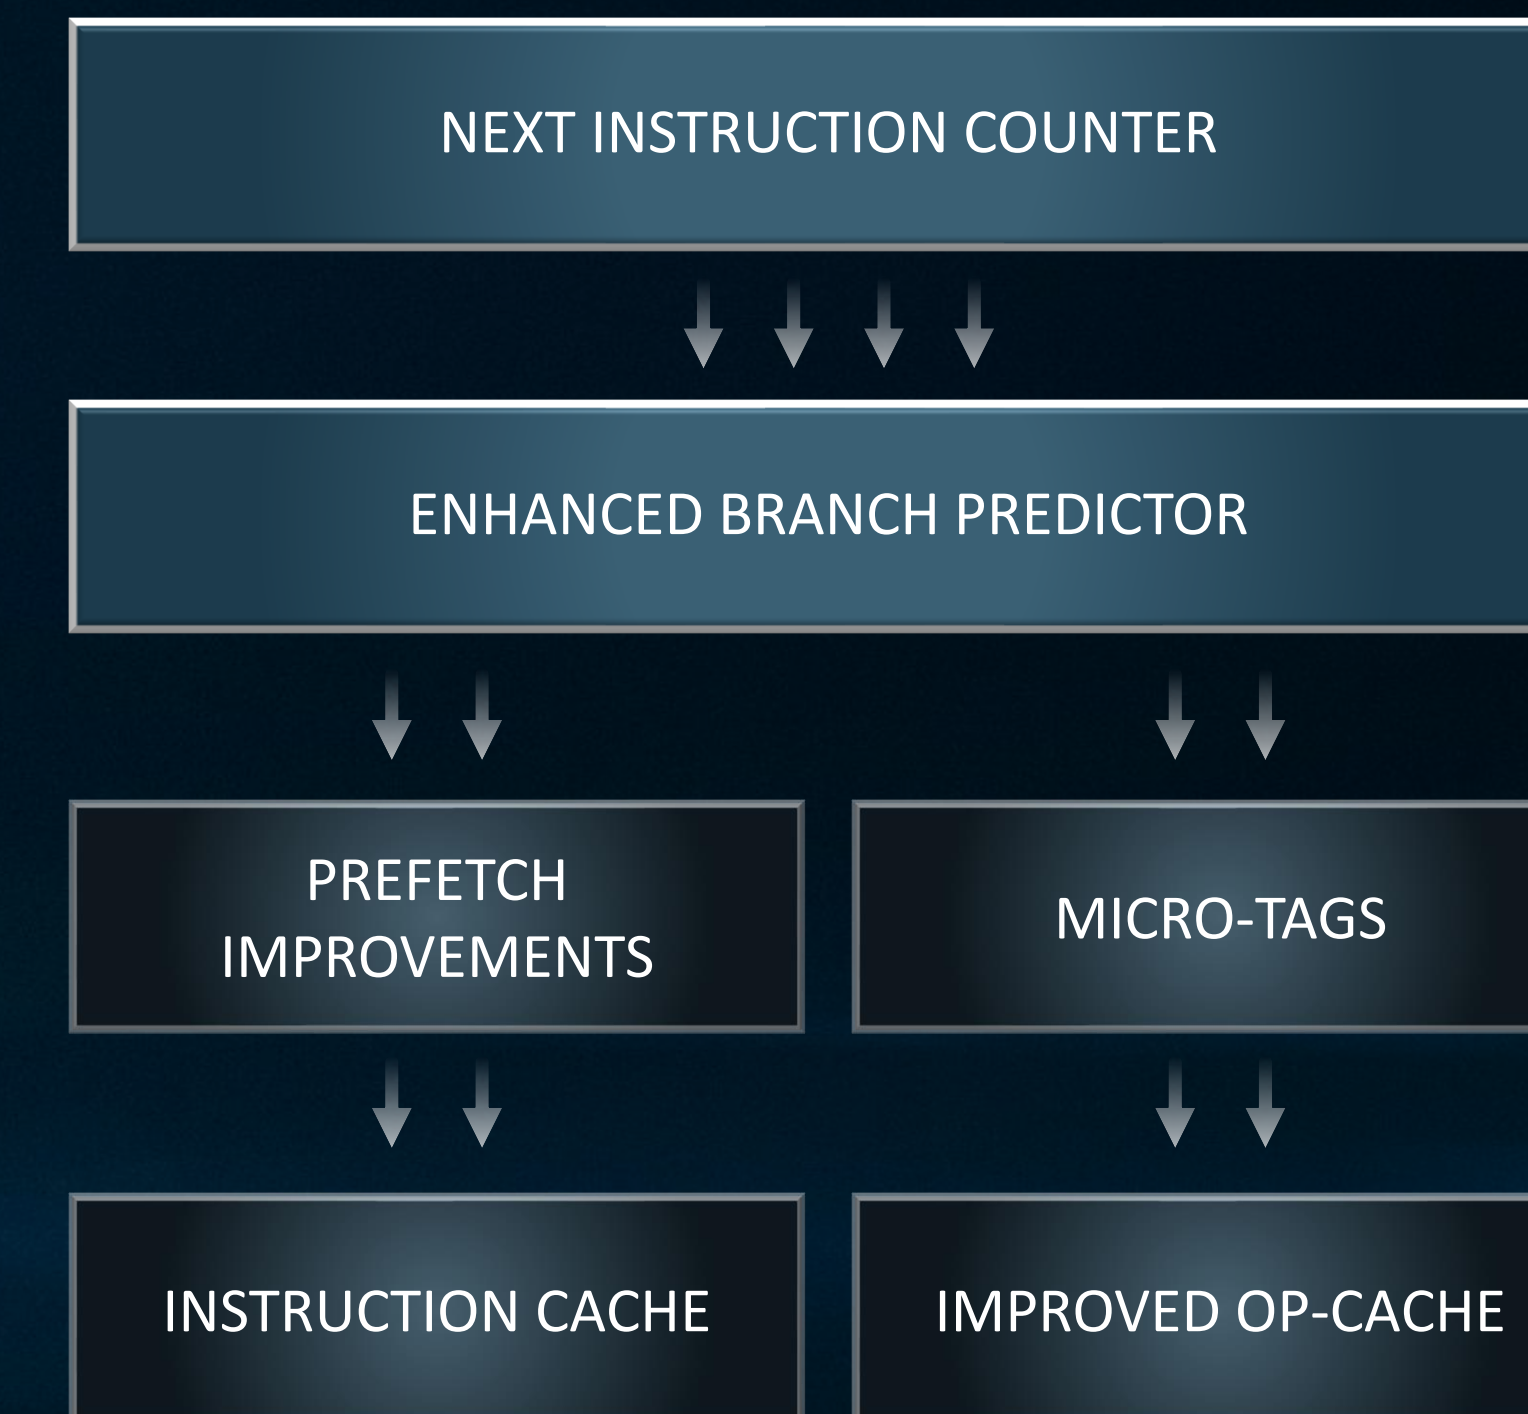 NEXT INSTRUCTION COUNTER
ENHANCED BRANCH PREDICTOR
PREFETCH
IMPROVEMENTS
MICRO-TAGS
INSTRUCTION CACHE
IMPROVED OP-CACHE